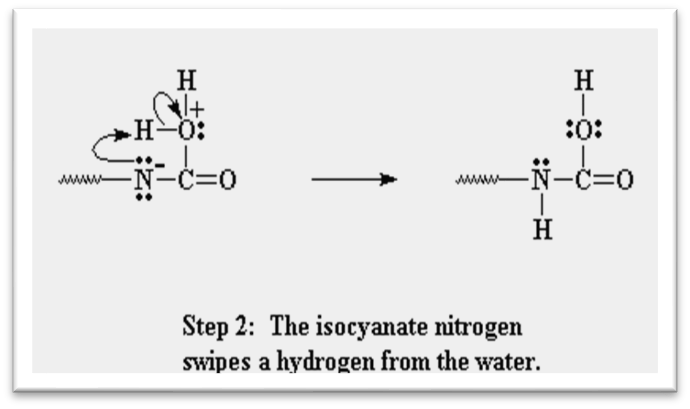 H H
H–O: :O:
N–C=O N–C=O
H
Step 2: The isocyanate nitrogen
swipes a hydrogen from the water.